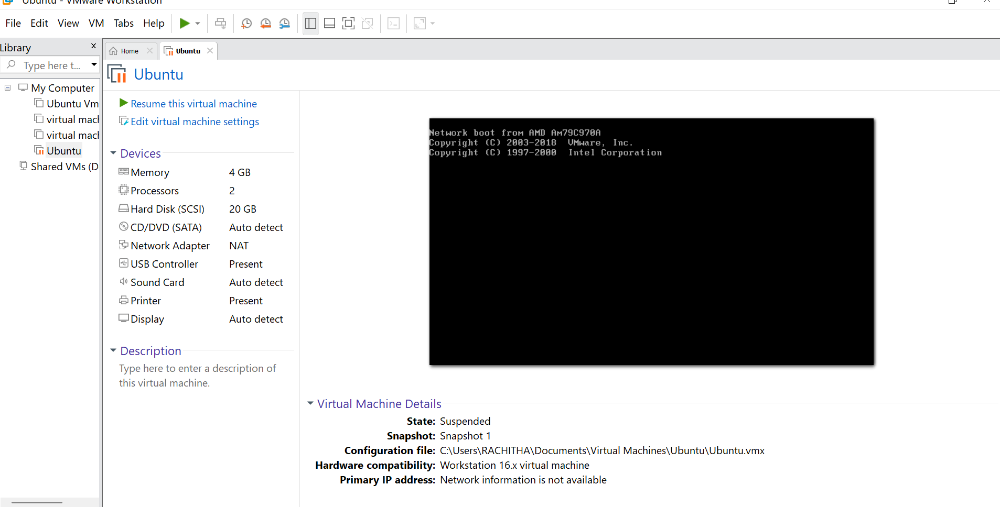 Ubuntu - VMware Workstation
File Edit View VM Tabs Help
Library x
Type here t...
Home
Ubuntu
Ubuntu
My Computer
Ubuntu Vm
virtual mach
virtual mach
Ubuntu
Shared VMs (D
Resume this virtual machine
Edit virtual machine settings
Devices
Memory 4 GB
Processors 2
Hard Disk (SCSI) 20 GB
CD/DVD (SATA) Auto detect
Network Adapter NAT
USB Controller Present
Sound Card Auto detect
Printer Present
Display Auto detect
Description
Type here to enter a description of
this virtual machine.
Network boot from AMD Am79C970A
Copyright (C) 2003-2018 VMware, Inc.
Copyright (C) 1997-2000 Intel Corporation
Virtual Machine Details
State: Suspended
Snapshot: Snapshot 1
Configuration file: C:\Users\RACHITHA\Documents\Virtual Machines\Ubuntu\Ubuntu.vmx
Hardware compatibility: Workstation 16.x virtual machine
Primary IP address: Network information is not available